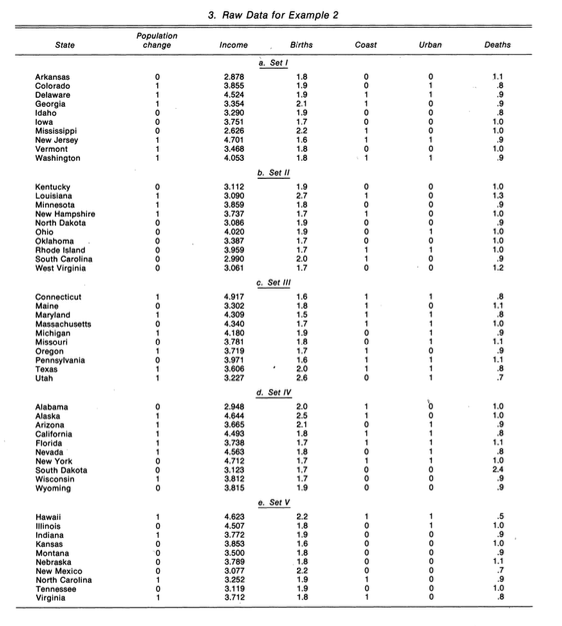 3. Raw Data for Example 2
State Population change Income Births Coast Urban Deaths
a. Set I
Arkansas 0 2.878 1.8 0 0 1.1
Colorado 1 3.855 1.9 0 1 .8
Delaware 1 4.524 1.9 1 1 .9
Georgia 1 3.354 2.1 1 0 .9
Idaho 0 3.290 1.9 0 0 .8
Iowa 0 3.751 1.7 0 0 1.0
Mississippi 0 2.626 2.2 1 0 1.0
New Jersey 1 4.701 1.6 1 1 .9
Vermont 1 3.468 1.8 0 0 1.0
Washington 1 4.053 1.8 1 1 .9
b. Set II
Kentucky 0 3.112 1.9 0 0 1.0
Louisiana 1 3.090 2.7 1 0 1.3
Minnesota 1 3.859 1.8 0 0 .9
New Hampshire 1 3.737 1.7 1 0 1.0
North Dakota 0 3.086 1.9 0 0 .9
Ohio 0 4.020 1.9 0 1 1.0
Oklahoma 0 3.387 1.7 0 0 1.0
Rhode Island 0 3.959 1.7 1 1 1.0
South Carolina 0 2.990 2.0 1 0 .9
West Virginia 0 3.061 1.7 0 0 1.2
c. Set III
Connecticut 1 4.917 1.6 1 1 .8
Maine 0 3.302 1.8 1 0 1.1
Maryland 1 4.309 1.5 1 1 .8
Massachusetts 0 4.340 1.7 1 1 1.0
Michigan 1 4.180 1.9 0 1 .9
Missouri 0 3.781 1.8 0 1 1.1
Oregon 1 3.719 1.7 1 0 .9
Pennsylvania 0 3.971 1.6 1 1 1.1
Texas 1 3.606 2.0 1 1 .8
Utah 1 3.227 2.6 0 1 .7
d. Set IV
Alabama 0 2.948 2.0 1 0 1.0
Alaska 1 4.644 2.5 1 0 1.0
Arizona 1 3.665 2.1 0 1 .9
California 1 4.493 1.8 1 1 .8
Florida 1 3.738 1.7 1 1 1.1
Nevada 1 4.563 1.8 0 1 .8
New York 0 4.712 1.7 1 1 1.0
South Dakota 0 3.123 1.7 0 0 2.4
Wisconsin 1 3.812 1.7 0 0 .9
Wyoming 0 3.815 1.9 0 0 .9
e. Set V
Hawaii 1 4.623 2.2 1 1 .5
Illinois 0 4.507 1.8 0 1 1.0
Indiana 1 3.772 1.9 0 0 .9
Kansas 0 3.853 1.6 0 0 1.0
Montana 0 3.500 1.8 0 0 .9
Nebraska 0 3.789 1.8 0 0 1.1
New Mexico 0 3.077 2.2 0 0 .7
North Carolina 1 3.252 1.9 1 0 .9
Tennessee 0 3.119 1.9 0 0 1.0
Virginia 1 3.712 1.8 1 0 .8